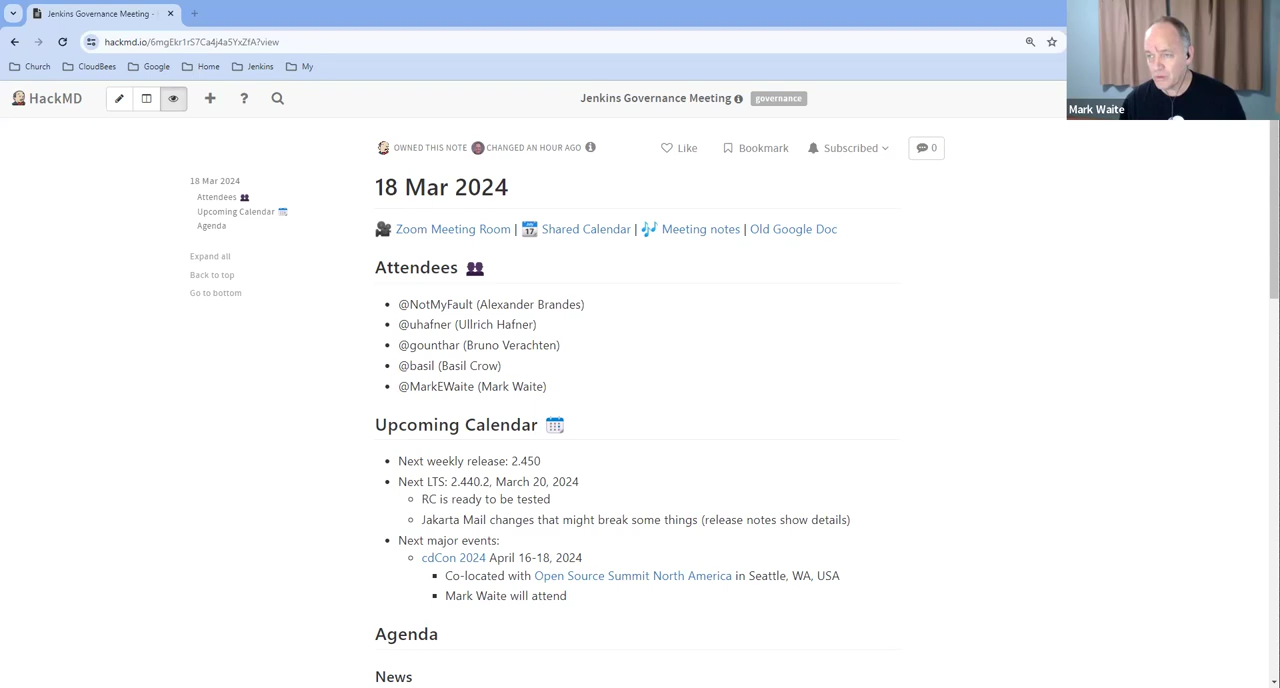 Jenkins Governance Meeting -
hackmd.io/6mgEkr1rS7Ca4j4a5YxZfA?view
Church CloudBees Google Home Jenkins My
Mark Waite
HackMD
Jenkins Governance Meeting governance
OWNED THIS NOTE CHANGED AN HOUR AGO Like Bookmark Subscribed 0
18 Mar 2024
Attendees
Upcoming Calendar
Agenda
Expand all
Back to top
Go to bottom
18 Mar 2024
Zoom Meeting Room | Shared Calendar | Meeting notes | Old Google Doc
Attendees
@NotMyFault (Alexander Brandes)
@uhafner (Ullrich Hafner)
@gounthar (Bruno Verachten)
@basil (Basil Crow)
@MarkEWaite (Mark Waite)
Upcoming Calendar
Next weekly release: 2.450
Next LTS: 2.440.2, March 20, 2024
RC is ready to be tested
Jakarta Mail changes that might break some things (release notes show details)
Next major events:
cdCon 2024 April 16-18, 2024
Co-located with Open Source Summit North America in Seattle, WA, USA
Mark Waite will attend
Agenda
News